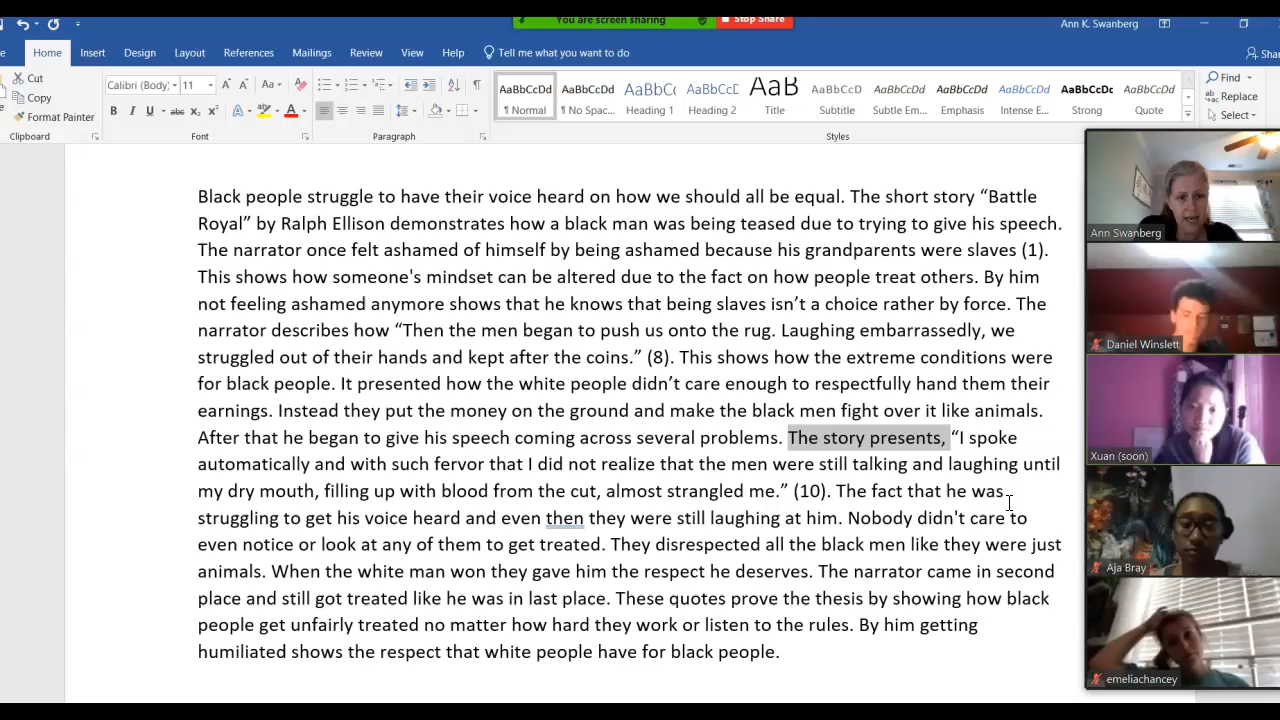 You are screen sharing
Stop Share
Ann K. Swanberg
Home Insert Design Layout References Mailings Review View Help Tell me what you want to do
Share
Cut
Copy
Format Painter
Clipboard
Calibri (Body) 11
Font
Paragraph
AaBbCcDd AaBbCcDd AaBbCc AaBbCcD AaB AaBbCcD AaBbCcDd AaBbCcDd AaBbCcDd AaBbCcDc AaBbCcDd
¶ Normal ¶ No Spac... Heading 1 Heading 2 Title Subtitle Subtle Em... Emphasis Intense E... Strong Quote
Styles
Find
Replace
Select
Black people struggle to have their voice heard on how we should all be equal. The short story “Battle
Royal” by Ralph Ellison demonstrates how a black man was being teased due to trying to give his speech.
The narrator once felt ashamed of himself by being ashamed because his grandparents were slaves (1).
This shows how someone's mindset can be altered due to the fact on how people treat others. By him
not feeling ashamed anymore shows that he knows that being slaves isn’t a choice rather by force. The
narrator describes how “Then the men began to push us onto the rug. Laughing embarrassedly, we
struggled out of their hands and kept after the coins.” (8). This shows how the extreme conditions were
for black people. It presented how the white people didn’t care enough to respectfully hand them their
earnings. Instead they put the money on the ground and make the black men fight over it like animals.
After that he began to give his speech coming across several problems. The story presents, “I spoke
automatically and with such fervor that I did not realize that the men were still talking and laughing until
my dry mouth, filling up with blood from the cut, almost strangled me.” (10). The fact that he was
struggling to get his voice heard and even then they were still laughing at him. Nobody didn't care to
even notice or look at any of them to get treated. They disrespected all the black men like they were just
animals. When the white man won they gave him the respect he deserves. The narrator came in second
place and still got treated like he was in last place. These quotes prove the thesis by showing how black
people get unfairly treated no matter how hard they work or listen to the rules. By him getting
humiliated shows the respect that white people have for black people.
Ann Swanberg
Daniel Winslett
Xuan (soon)
Aja Bray
emeliachancey